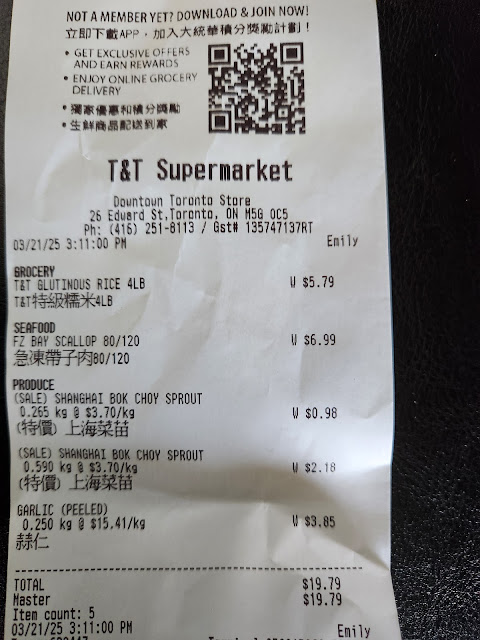 NOT A MEMBER YET? DOWNLOAD & JOIN NOW!
立即下載APP，加入大統華積分獎勵計劃！
• GET EXCLUSIVE OFFERS
AND EARN REWARDS
• ENJOY ONLINE GROCERY
DELIVERY
• 獨家優惠和積分獎勵
• 生鮮商品配送到家
T&T Supermarket
Downtown Toronto Store
26 Edward St,Toronto, ON M5G 0C5
Ph: (416) 251-8113 / Gst# 135747137RT
03/21/25 3:11:00 PM Emily
GROCERY
T&T GLUTINOUS RICE 4LB W $5.79
T&T特級糯米4LB
SEAFOOD
FZ BAY SCALLOP 80/120 W $6.99
急凍帶子肉80/120
PRODUCE
(SALE) SHANGHAI BOK CHOY SPROUT
0.265 kg @ $3.70/kg W $0.98
(特價) 上海菜苗
(SALE) SHANGHAI BOK CHOY SPROUT
0.590 kg @ $3.70/kg W $2.18
(特價) 上海菜苗
GARLIC (PEELED)
0.250 kg @ $15.41/kg W $3.85
蒜仁
TOTAL $19.79
Master $19.79
Item count: 5
03/21/25 3:11:00 PM Emily